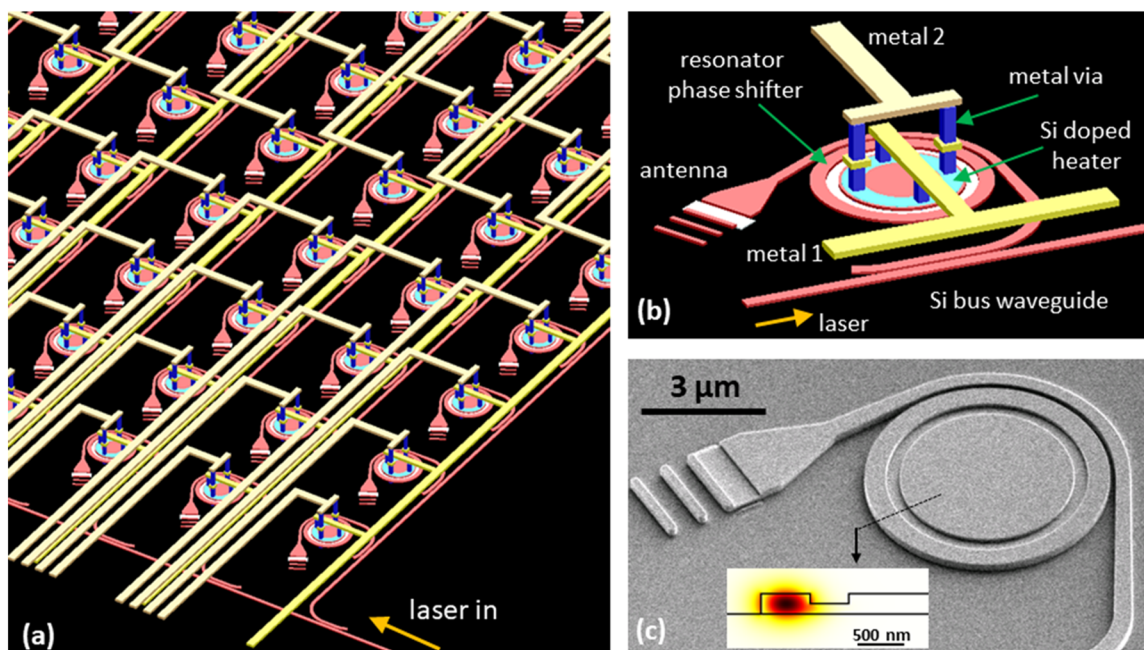 laser in
(a)
metal 2
resonator
phase shifter
metal via
Si doped
heater
antenna
metal 1
Si bus waveguide
laser
(b)
3 µm
500 nm
(c)